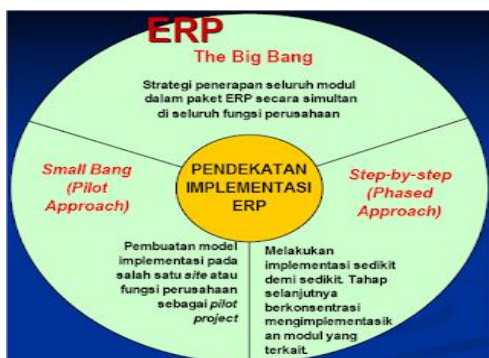 ERP
The Big Bang
Strategi penerapan seluruh modul
dalam paket ERP secara simultan
di seluruh fungsi perusahaan
Small Bang
(Pilot
Approach)
PENDEKATAN
IMPLEMENTASI
ERP
Step-by-step
(Phased
Approach)
Pembuatan model
implementasi pada
salah satu site atau
fungsi perusahaan
sebagai pilot
project
Melakukan
implementasi sedikit
demi sedikit. Tahap
selanjutnya
berkonsentrasi
mengimplementasik
an modul yang
terkait.